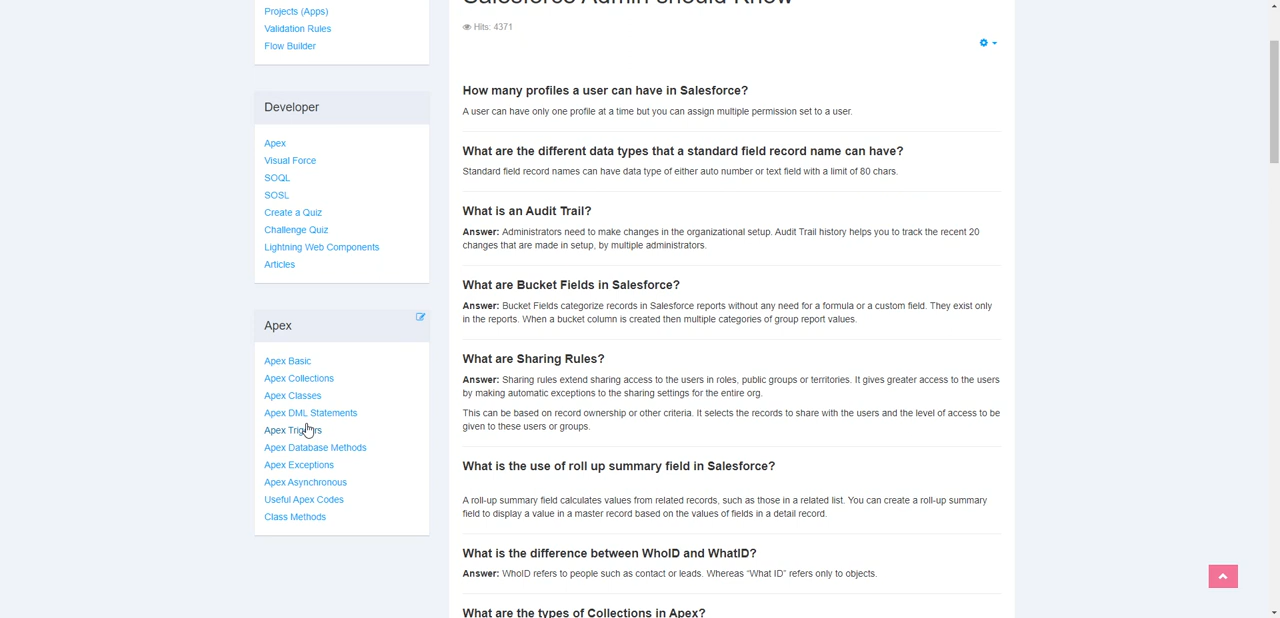 Projects (Apps)
Validation Rules
Flow Builder
Developer
Apex
Visual Force
SOQL
SOSL
Create a Quiz
Challenge Quiz
Lightning Web Components
Articles
Apex
Apex Basic
Apex Collections
Apex Classes
Apex DML Statements
Apex Triggers
Apex Database Methods
Apex Exceptions
Apex Asynchronous
Useful Apex Codes
Class Methods
Salesforce Admin should Know
Hits: 4371
How many profiles a user can have in Salesforce?
A user can have only one profile at a time but you can assign multiple permission set to a user.
What are the different data types that a standard field record name can have?
Standard field record names can have data type of either auto number or text field with a limit of 80 chars.
What is an Audit Trail?
Answer: Administrators need to make changes in the organizational setup. Audit Trail history helps you to track the recent 20
changes that are made in setup, by multiple administrators.
What are Bucket Fields in Salesforce?
Answer: Bucket Fields categorize records in Salesforce reports without any need for a formula or a custom field. They exist only
in the reports. When a bucket column is created then multiple categories of group report values.
What are Sharing Rules?
Answer: Sharing rules extend sharing access to the users in roles, public groups or territories. It gives greater access to the users
by making automatic exceptions to the sharing settings for the entire org.
This can be based on record ownership or other criteria. It selects the records to share with the users and the level of access to be
given to these users or groups.
What is the use of roll up summary field in Salesforce?
A roll-up summary field calculates values from related records, such as those in a related list. You can create a roll-up summary
field to display a value in a master record based on the values of fields in a detail record.
What is the difference between WhoID and WhatID?
Answer: WhoID refers to people such as contact or leads. Whereas "What ID" refers only to objects.
What are the types of Collections in Apex?